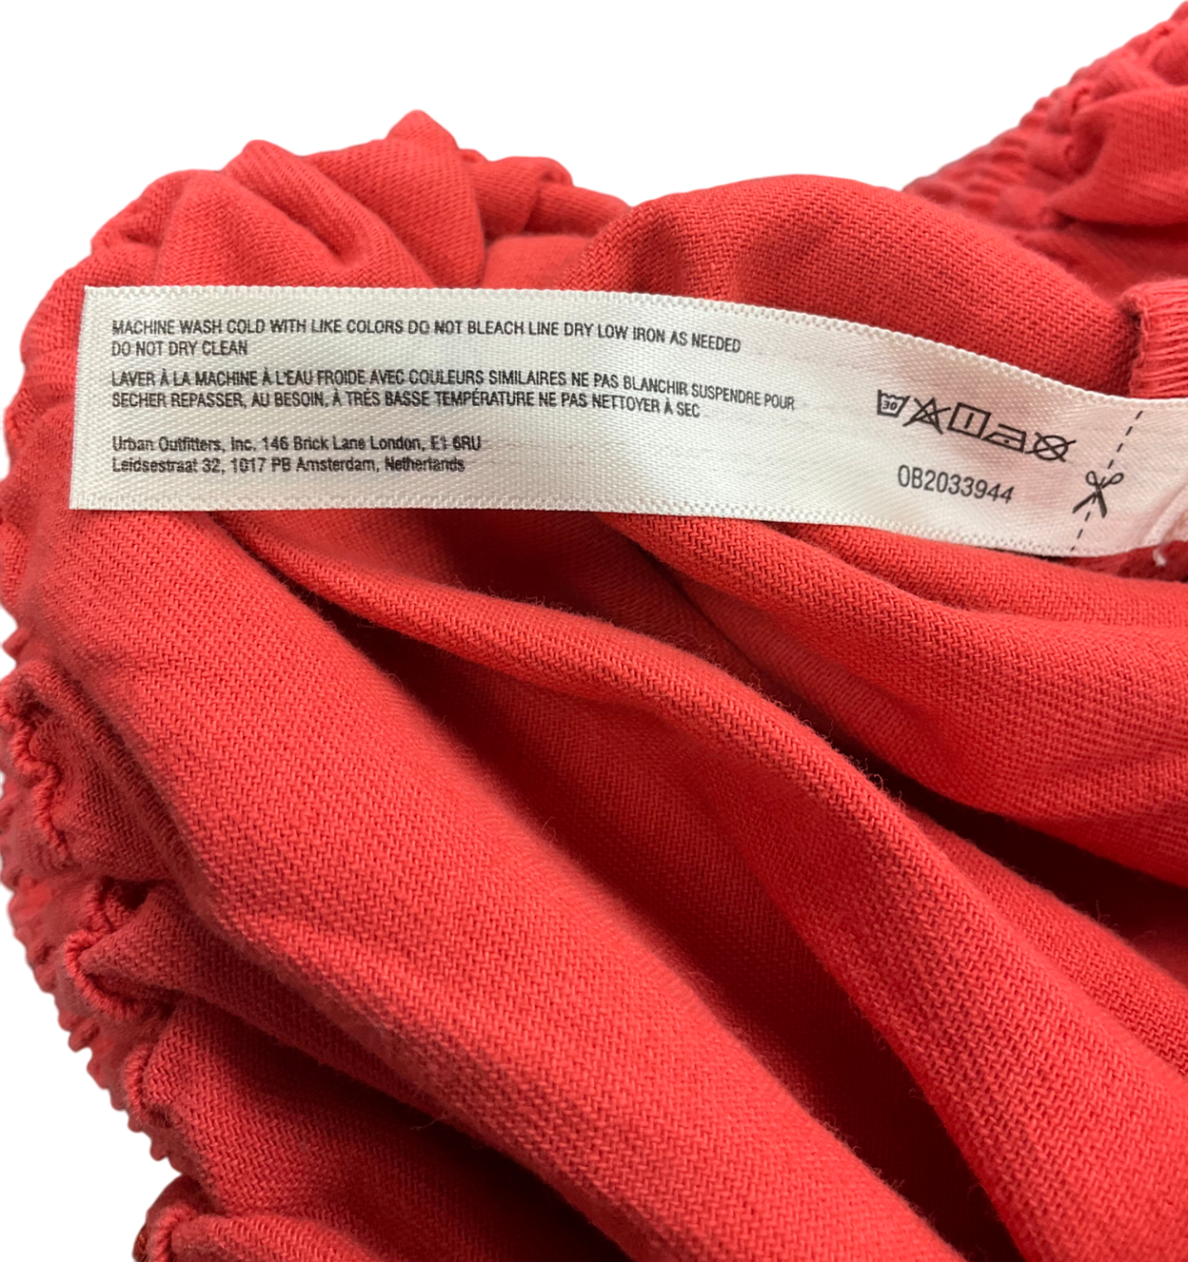 MACHINE WASH COLD WITH LIKE COLORS DO NOT BLEACH LINE DRY LOW IRON AS NEEDED
DO NOT DRY CLEAN
LAVER À LA MACHINE À L'EAU FROIDE AVEC COULEURS SIMILAIRES NE PAS BLANCHIR SUSPENDRE POUR
SECHER REPASSER, AU BESOIN, À TRÉS BASSE TEMPÉRATURE NE PAS NETTOYER À SEC
Urban Outfitters, Inc. 146 Brick Lane London, E1 6RU
Leidsestraat 32, 1017 PB Amsterdam, Netherlands
30
OB2033944